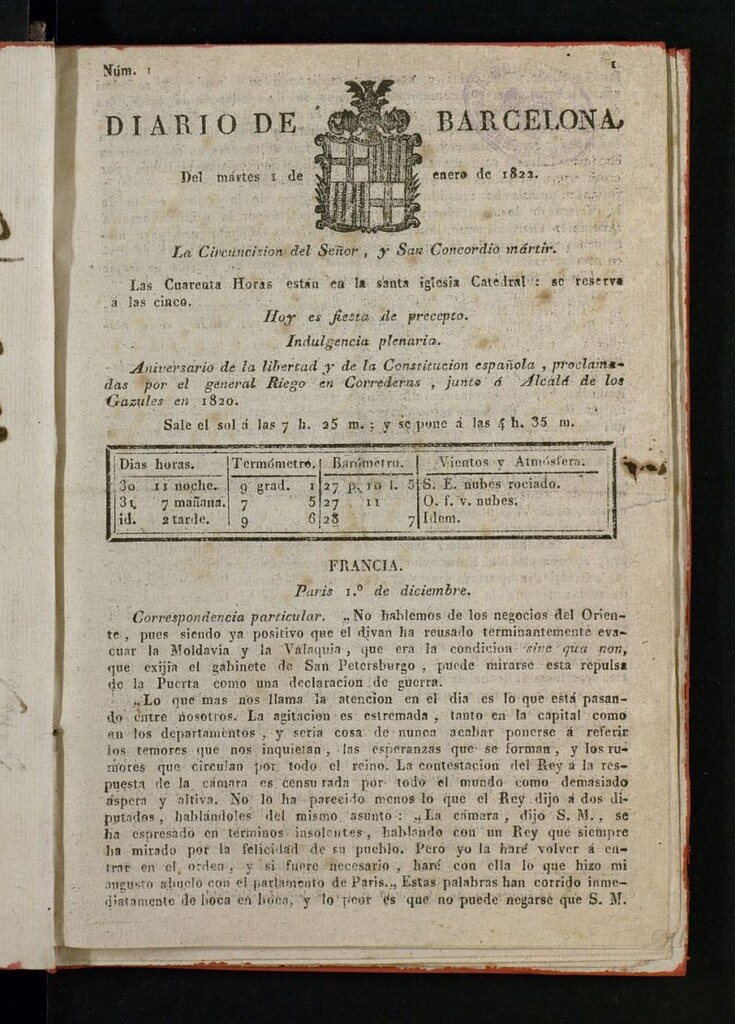 Núm. 1
1
DIARIO DE BARCELONA,
Del martes 1 de enero de 1822.
La Circuncision del Señor, y San Concordio mártir.
Las Cuarenta Horas están en la santa iglesia Catedral: se reserva
á las cinco.
Hoy es fiesta de precepto.
Indulgencia plenaria.
Aniversario de la libertad y de la Constitucion española, proclama-
das por el general Riego en Correderas, junto á Alcalá de los
Gazules en 1820.
Sale el sol á las 7 h. 25 m.; y se pone á las 4 h. 35 m.
Dias horas. Termómetro. Barómetro. Vientos y Atmósfera.
30 11 noche. 9 grad. 1 27 p. 10 l. 5 S. E. nubes rociado.
31 7 mañana. 7 5 27 11 O. f. v. nubes.
id. 2 tarde. 9 6 28 7 Idem.
FRANCIA.
Paris 1.º de diciembre.
Correspondencia particular. „No hablemos de los negocios del Orien-
te, pues siendo ya positivo que el divan ha reusado terminantemente eva-
cuar la Moldavia y la Valaquia, que era la condicion sine qua non,
que exijia el gabinete de San Petersburgo, puede mirarse esta repulsa
de la Puerta como una declaracion de guerra.
„Lo que mas nos llama la atencion en el dia es lo que está pasan-
do entre nosotros. La agitacion es estremada, tanto en la capital como
en los departamentos, y seria cosa de nunca acabar ponerse á referir
los temores que nos inquietan, las esperanzas que se forman, y los ru-
mores que circulan por todo el reino. La contestacion del Rey á la res-
puesta de la cámara es censurada por todo el mundo como demasiado
áspera y altiva. No lo ha parecido menos lo que el Rey dijo á dos di-
putados, hablándoles del mismo asunto: „La cámara, dijo S. M., se
ha espresado en términos insolentes, hablando con un Rey que siempre
ha mirado por la felicidad de su pueblo. Pero yo la haré volver á en-
trar en el orden, y si fuere necesario, haré con ella lo que hizo mi
augusto abuelo con el parlamento de Paris.„ Estas palabras han corrido inme-
diatamente de boca en boca, y lo peor es que no puede negarse que S. M.